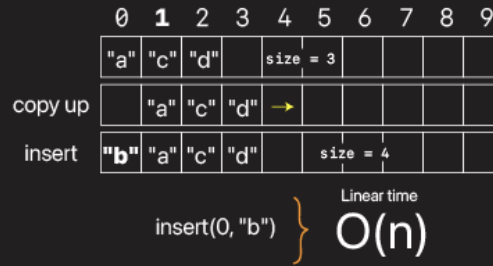 0 1 2 3 4 5 6 7 8 9
"a" "c" "d" size = 3
copy up "a" "c" "d" →
insert "b" "a" "c" "d" size = 4
Linear time
insert(0, "b") } O(n)